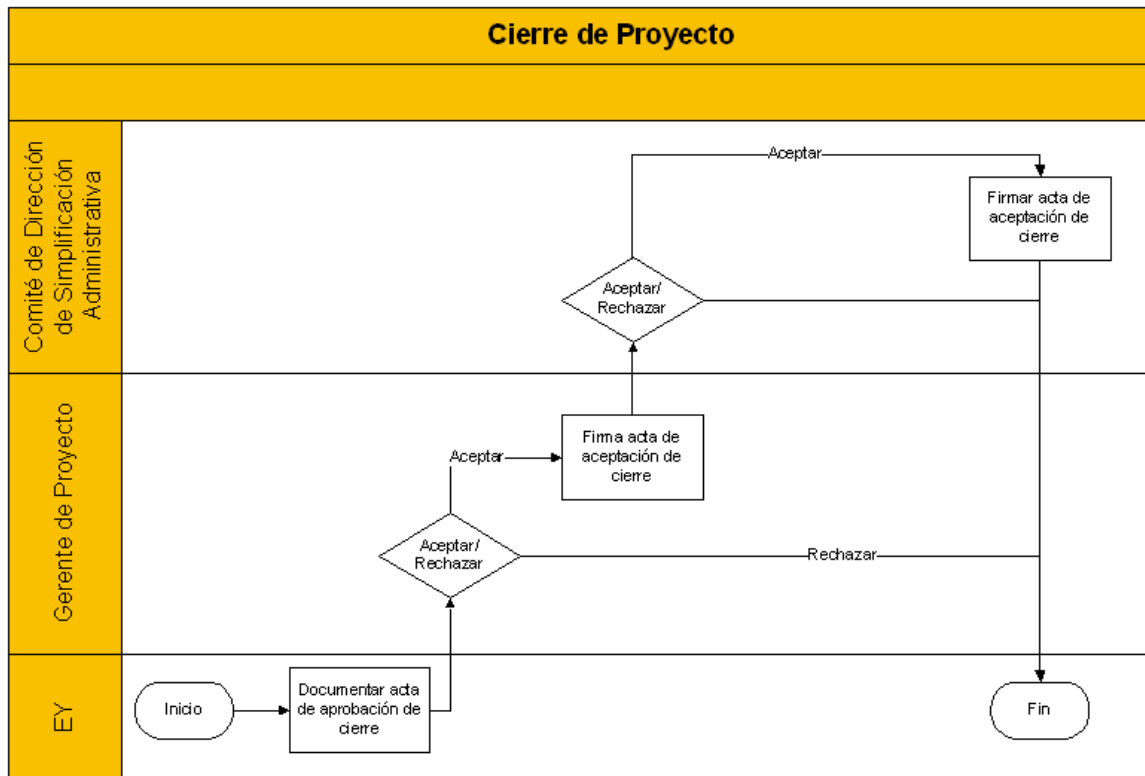 Cierre de Proyecto
Comité de Dirección
de Simplificación
Administrativa
Aceptar
Firmar acta de
aceptación de
cierre
Aceptar/
Rechazar
Gerente de Proyecto
Aceptar
Firma acta de
aceptación de
cierre
Aceptar/
Rechazar
Rechazar
EY
Inicio
Documentar acta
de aprobación de
cierre
Fin